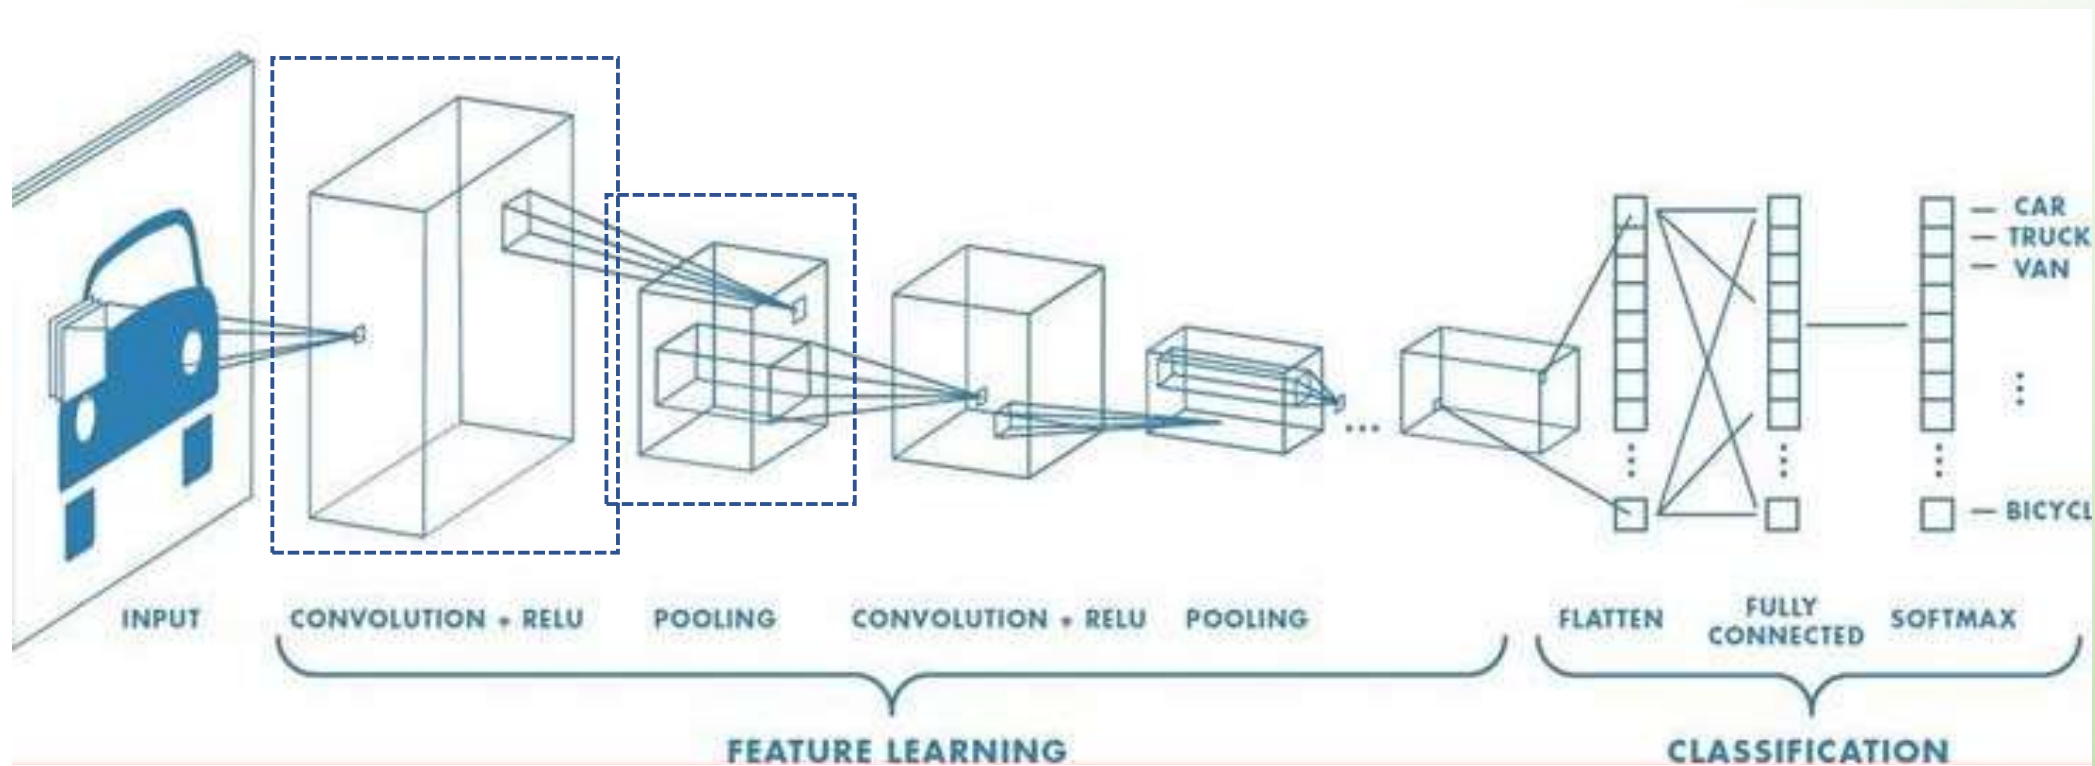 CAR
TRUCK
VAN
BICYCL
INPUT
CONVOLUTION + RELU
POOLING
CONVOLUTION + RELU
POOLING
FLATTEN
FULLY
CONNECTED
SOFTMAX
FEATURE LEARNING
CLASSIFICATION